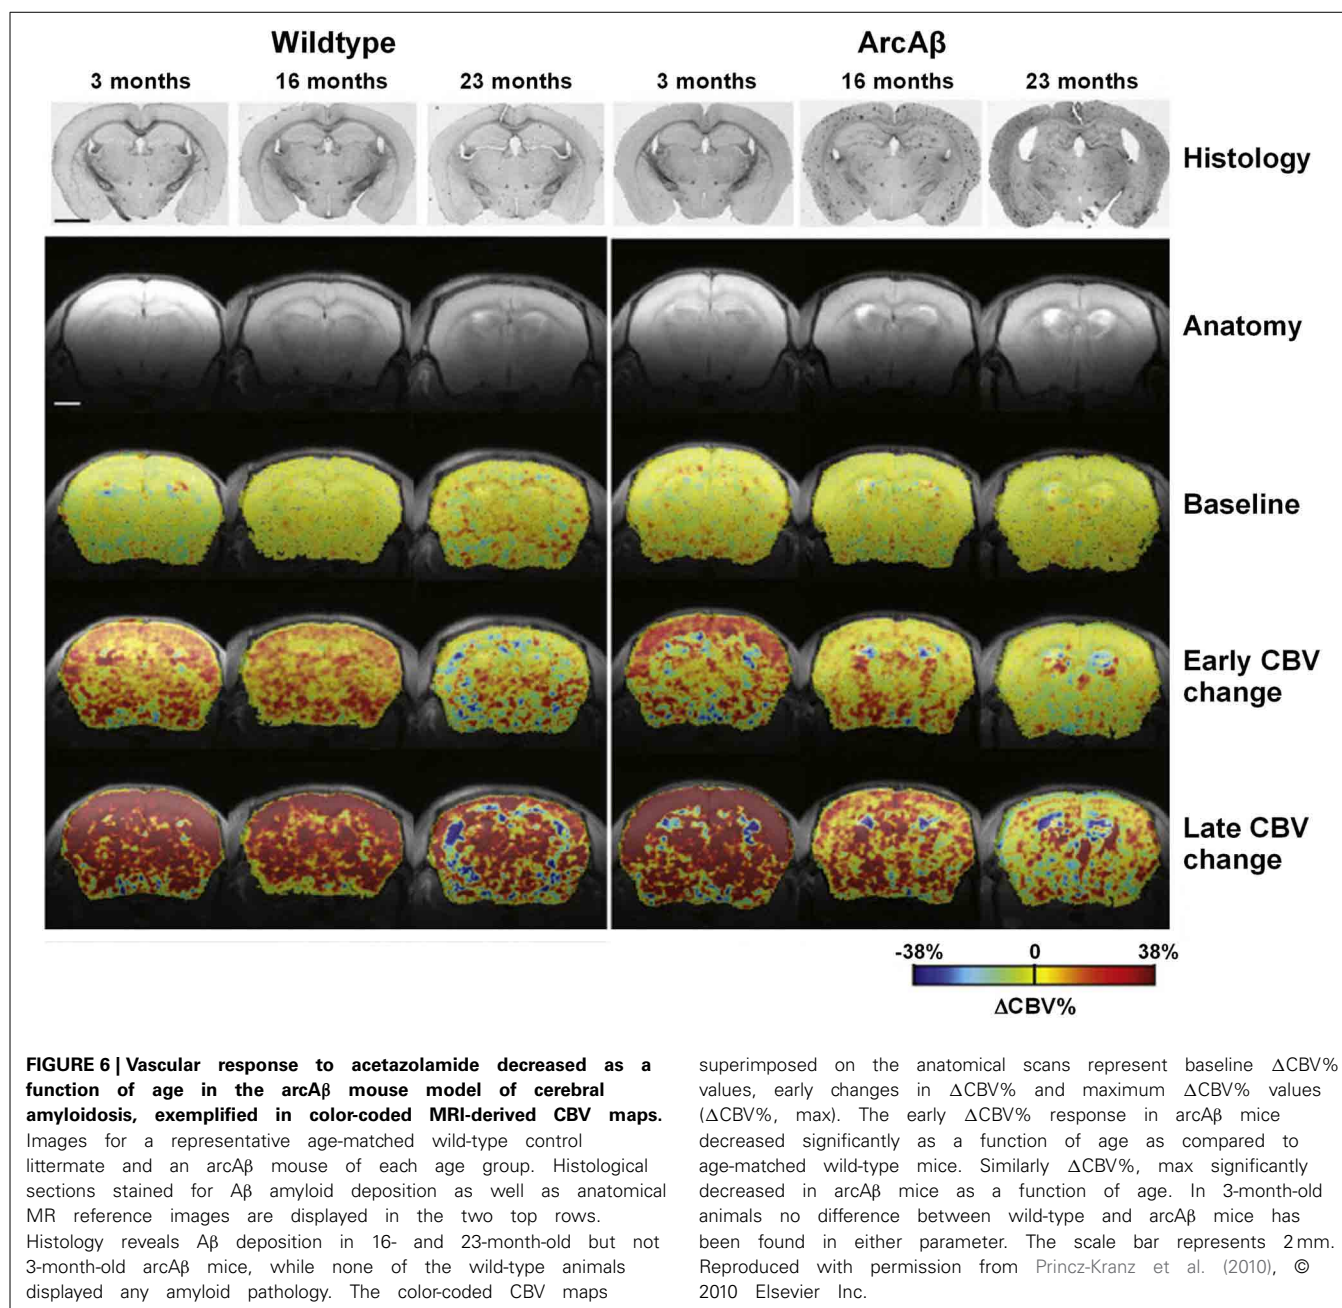 Wildtype
ArcAβ
3 months
16 months
23 months
3 months
16 months
23 months
Histology
Anatomy
Baseline
Early CBV
change
Late CBV
change
-38%
0
38%
ΔCBV%
FIGURE 6 | Vascular response to acetazolamide decreased as a
function of age in the arcAβ mouse model of cerebral
amyloidosis, exemplified in color-coded MRI-derived CBV maps.
Images for a representative age-matched wild-type control
littermate and an arcAβ mouse of each age group. Histological
sections stained for Aβ amyloid deposition as well as anatomical
MR reference images are displayed in the two top rows.
Histology reveals Aβ deposition in 16- and 23-month-old but not
3-month-old arcAβ mice, while none of the wild-type animals
displayed any amyloid pathology. The color-coded CBV maps
superimposed on the anatomical scans represent baseline ΔCBV%
values, early changes in ΔCBV% and maximum ΔCBV% values
(ΔCBV%, max). The early ΔCBV% response in arcAβ mice
decreased significantly as a function of age as compared to
age-matched wild-type mice. Similarly ΔCBV%, max significantly
decreased in arcAβ mice as a function of age. In 3-month-old
animals no difference between wild-type and arcAβ mice has
been found in either parameter. The scale bar represents 2 mm.
Reproduced with permission from Princz-Kranz et al. (2010), ©
2010 Elsevier Inc.